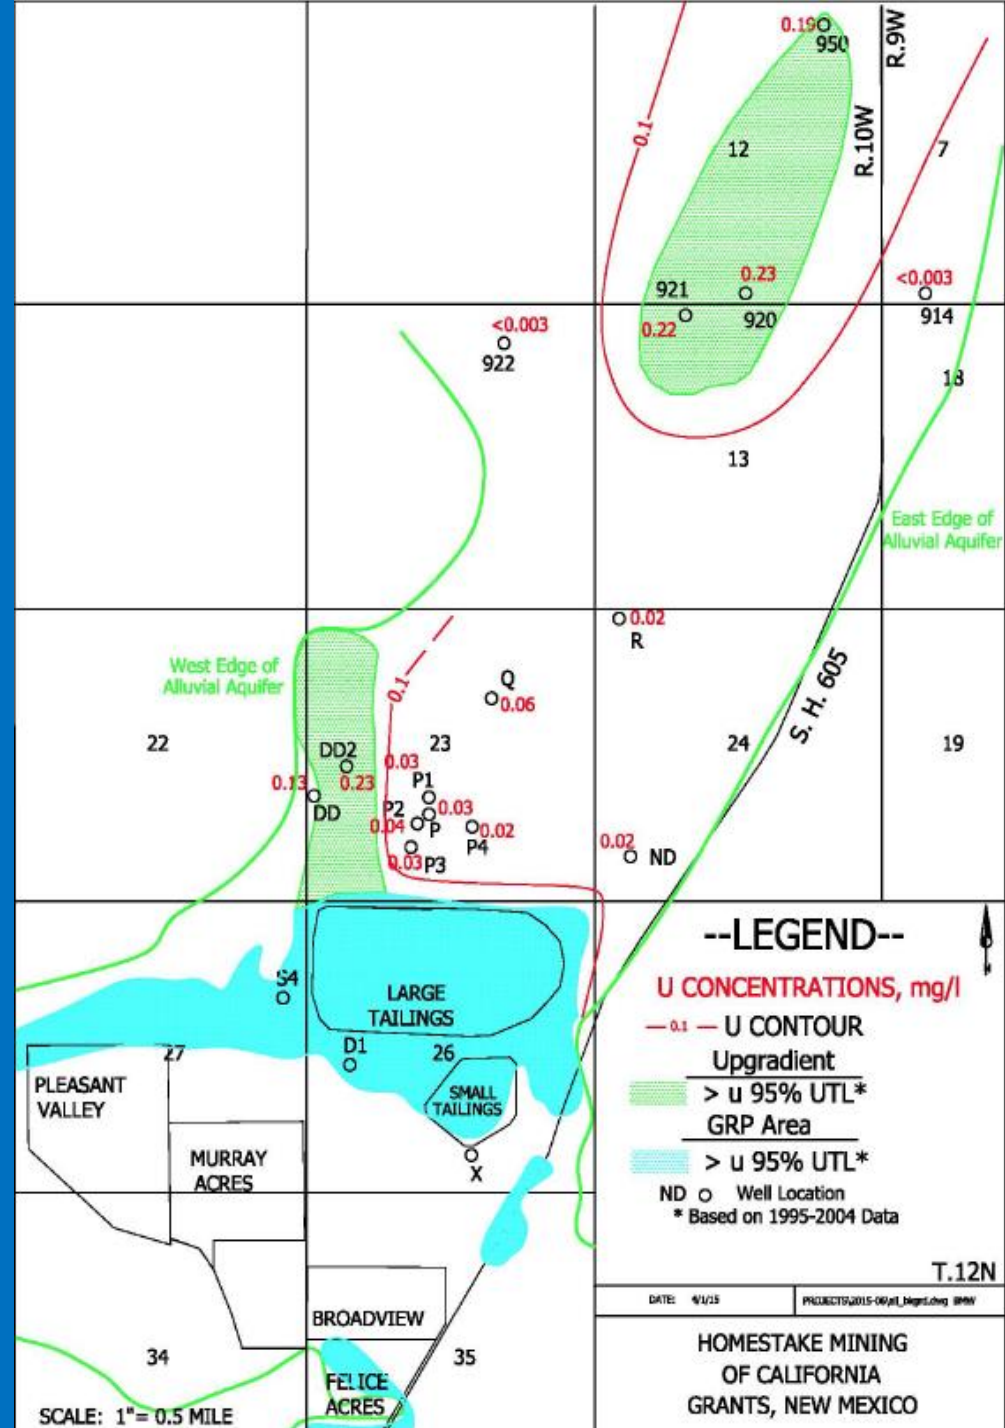 0.19
950
R.9W
R.10W
0.1
12
7
921
0.23
920
0.22
<0.003
914
<0.003
922
18
13
East Edge of
Alluvial Aquifer
0.02
R
West Edge of
Alluvial Aquifer
Q
0.06
0.1
S. H. 605
22
23
24
19
DD2
0.03
0.13
0.23
DD
P1
P2
0.03
0.04
P
0.02
P4
0.03
P3
0.02
ND
S4
LARGE
TAILINGS
D1
26
27
SMALL
TAILINGS
X
PLEASANT
VALLEY
MURRAY
ACRES
BROADVIEW
FELICE
ACRES
34
35
SCALE: 1"= 0.5 MILE
--LEGEND--
U CONCENTRATIONS, mg/l
— 0.1 — U CONTOUR
Upgradient
> u 95% UTL*
GRP Area
> u 95% UTL*
ND Well Location
* Based on 1995-2004 Data
T.12N
DATE: 4/1/15
HOMESTAKE MINING
OF CALIFORNIA
GRANTS, NEW MEXICO